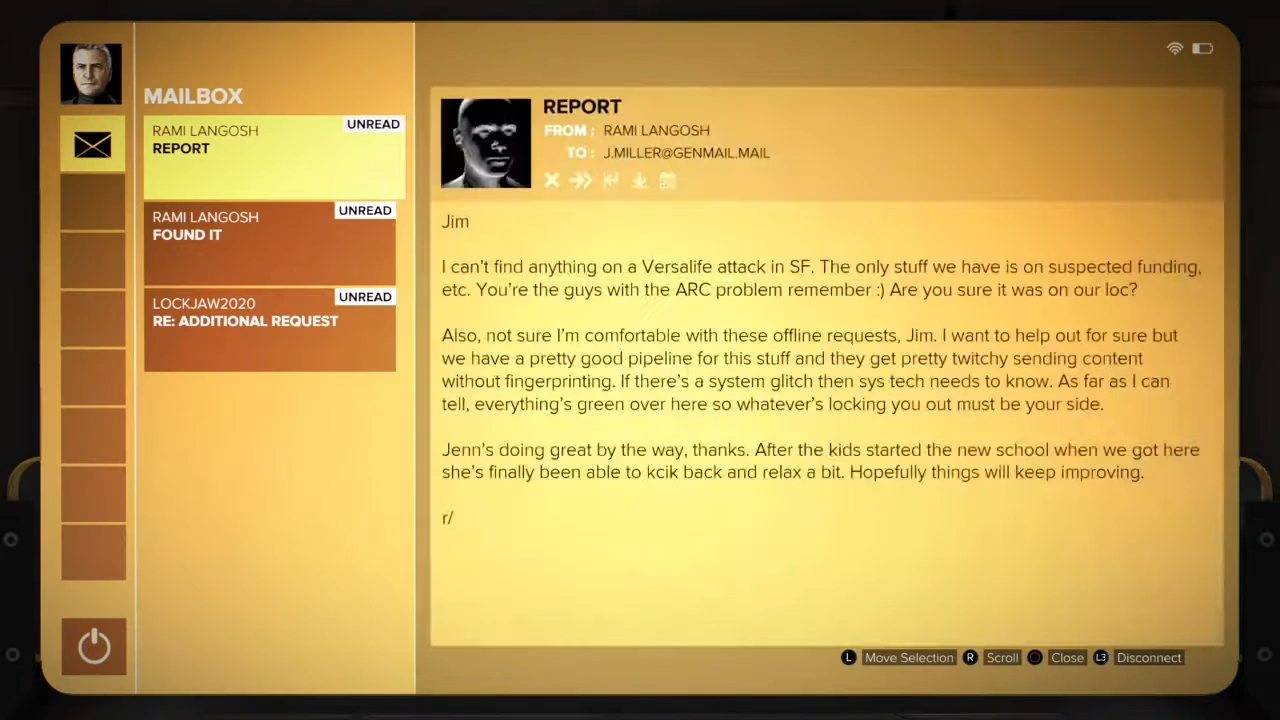 MAILBOX
RAMI LANGOSH
UNREAD
REPORT
RAMI LANGOSH
UNREAD
FOUND IT
LOCKJAW2020
UNREAD
RE: ADDITIONAL REQUEST
REPORT
FROM : RAMI LANGOSH
TO : J.MILLER@GENMAIL.MAIL
Jim
I can't find anything on a Versalife attack in SF. The only stuff we have is on suspected funding,
etc. You're the guys with the ARC problem remember :) Are you sure it was on our loc?
Also, not sure I'm comfortable with these offline requests, Jim. I want to help out for sure but
we have a pretty good pipeline for this stuff and they get pretty twitchy sending content
without fingerprinting. If there's a system glitch then sys tech needs to know. As far as I can
tell, everything's green over here so whatever's locking you out must be your side.
Jenn's doing great by the way, thanks. After the kids started the new school when we got here
she's finally been able to kcik back and relax a bit. Hopefully things will keep improving.
r/
L Move Selection R Scroll Close L3 Disconnect